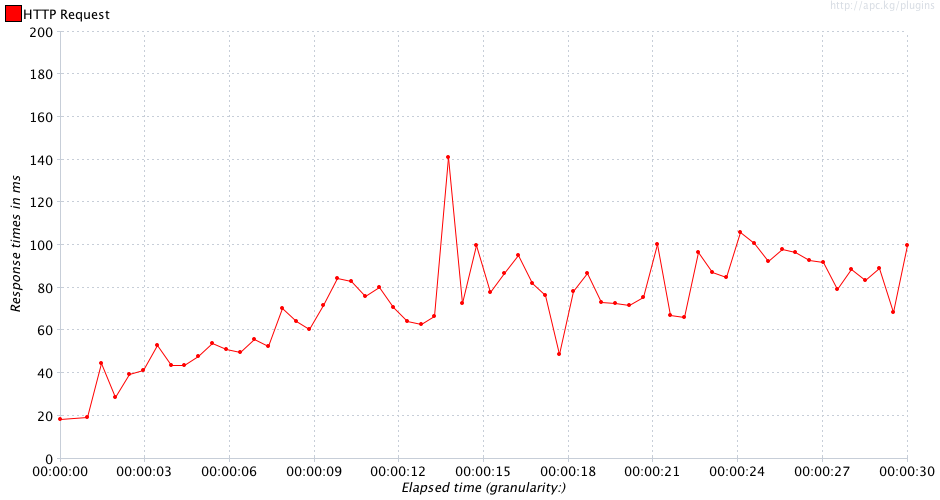 http://apc.kg/plugins
HTTP Request
200
180
160
140
120
100
80
60
40
20
0
Response times in ms
00:00:00 00:00:03 00:00:06 00:00:09 00:00:12 00:00:15 00:00:18 00:00:21 00:00:24 00:00:27 00:00:30
Elapsed time (granularity:)